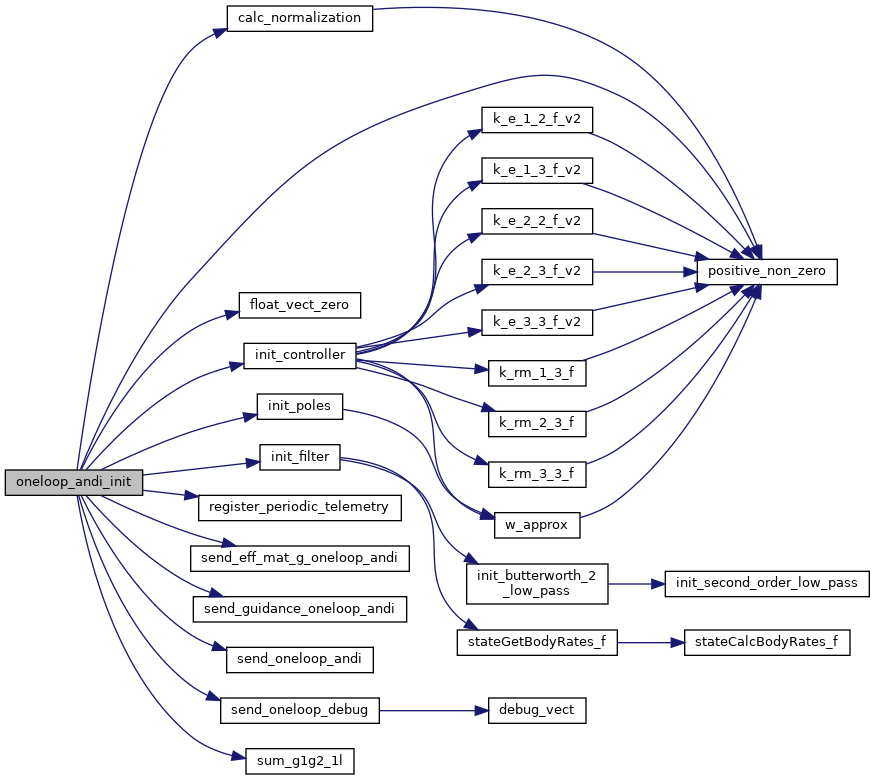 calc_normalization
k_e_1_2_f_v2
k_e_1_3_f_v2
k_e_2_2_f_v2
k_e_2_3_f_v2
positive_non_zero
float_vect_zero
k_e_3_3_f_v2
init_controller
k_rm_1_3_f
init_poles
k_rm_2_3_f
init_filter
k_rm_3_3_f
oneloop_andi_init
register_periodic_telemetry
w_approx
send_eff_mat_g_oneloop_andi
init_butterworth_2
_low_pass
init_second_order_low_pass
send_guidance_oneloop_andi
stateGetBodyRates_f
stateCalcBodyRates_f
send_oneloop_andi
send_oneloop_debug
debug_vect
sum_g1g2_1l